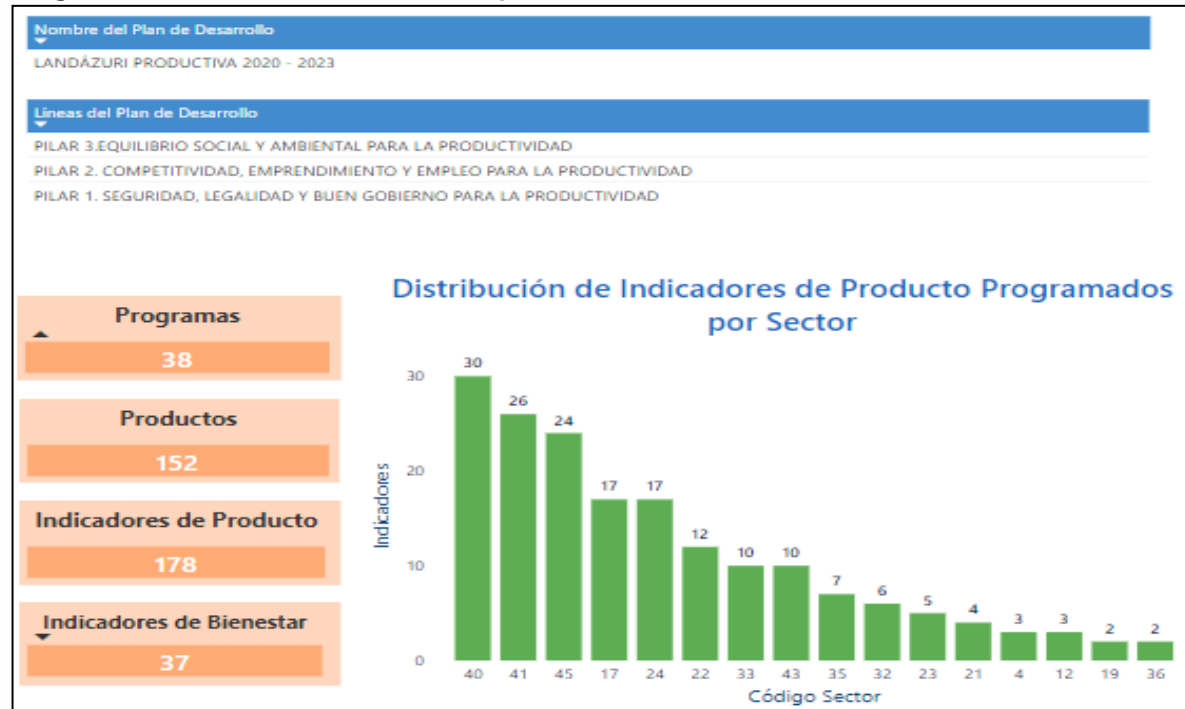 Nombre del Plan de Desarrollo
LANDÁZURI PRODUCTIVA 2020 - 2023
Líneas del Plan de Desarrollo
PILAR 3.EQUILIBRIO SOCIAL Y AMBIENTAL PARA LA PRODUCTIVIDAD
PILAR 2. COMPETITIVIDAD, EMPRENDIMIENTO Y EMPLEO PARA LA PRODUCTIVIDAD
PILAR 1. SEGURIDAD, LEGALIDAD Y BUEN GOBIERNO PARA LA PRODUCTIVIDAD
Programas
38
Productos
152
Indicadores de Producto
178
Indicadores de Bienestar
37
Distribución de Indicadores de Producto Programados
por Sector
Indicadores
30
20
10
0
30 26 24 17 17 12 10 10 7 6 5 4 3 3 2 2
40 41 45 17 24 22 33 43 35 32 23 21 4 12 19 36
Código Sector